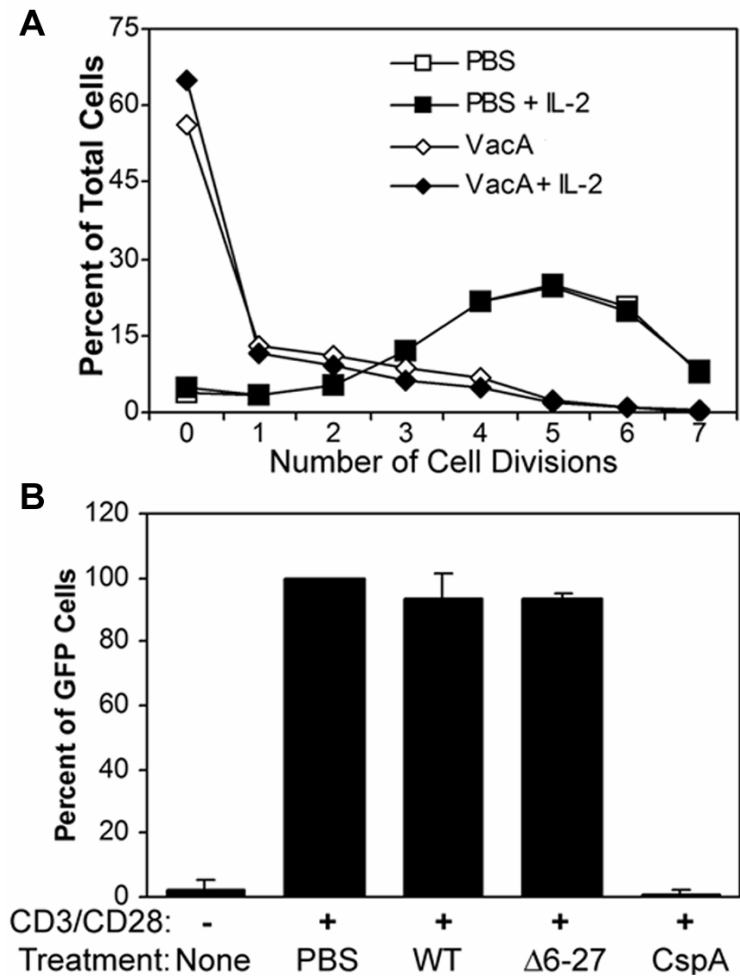 A
Percent of Total Cells
75
60
45
30
15
0
PBS
PBS + IL-2
VacA
VacA + IL-2
0 1 2 3 4 5 6 7
Number of Cell Divisions
B
Percent of GFP Cells
120
100
80
60
40
20
0
CD3/CD28: - + + + +
Treatment: None PBS WT Δ6-27 CspA